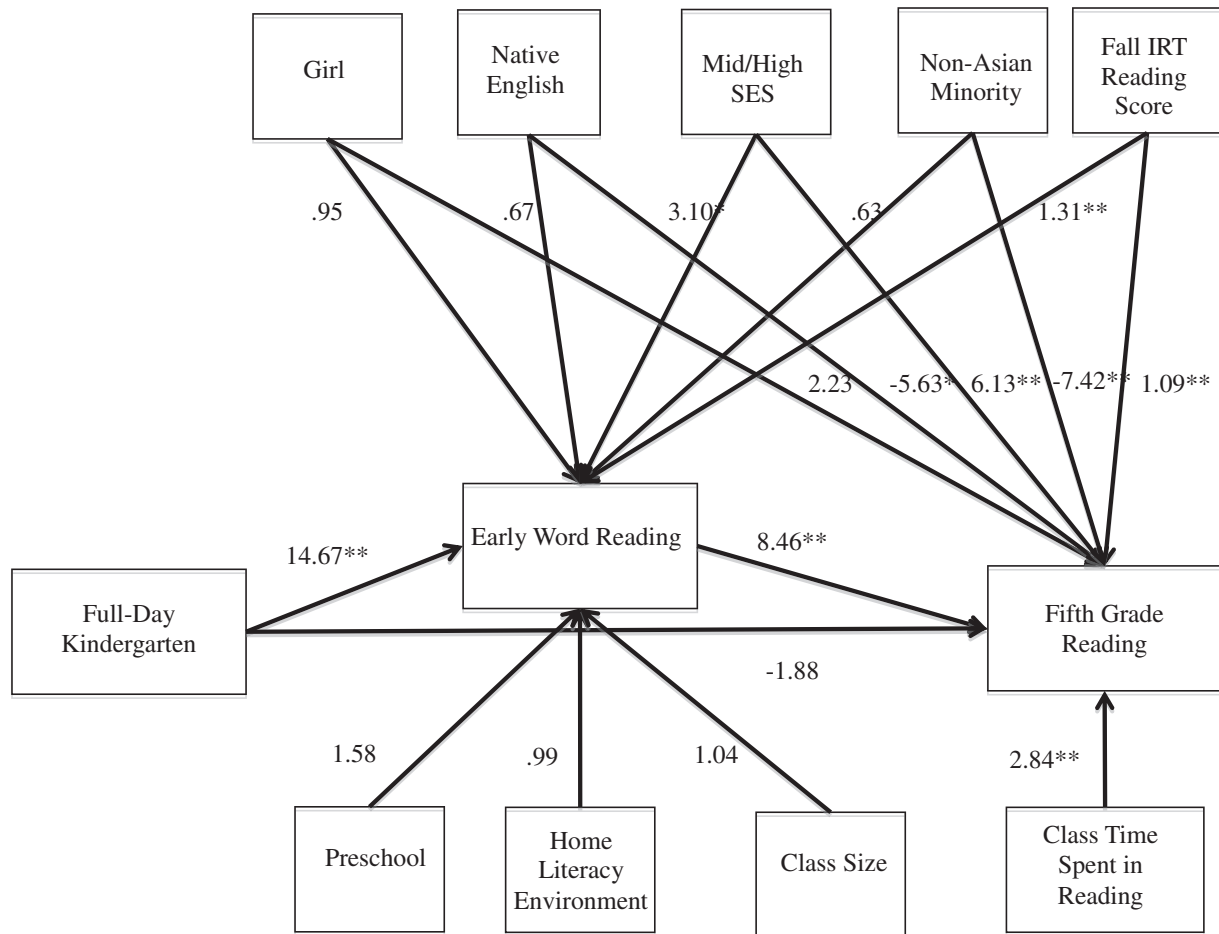 Girl
Native
English
Mid/High
SES
Non-Asian
Minority
Fall IRT
Reading
Score
.95
.67
3.10*
.63
1.31**
2.23
-5.63*
6.13**
-7.42**
1.09**
Early Word Reading
14.67**
8.46**
Full-Day
Kindergarten
Fifth Grade
Reading
-1.88
1.58
.99
1.04
2.84**
Preschool
Home
Literacy
Environment
Class Size
Class Time
Spent in
Reading